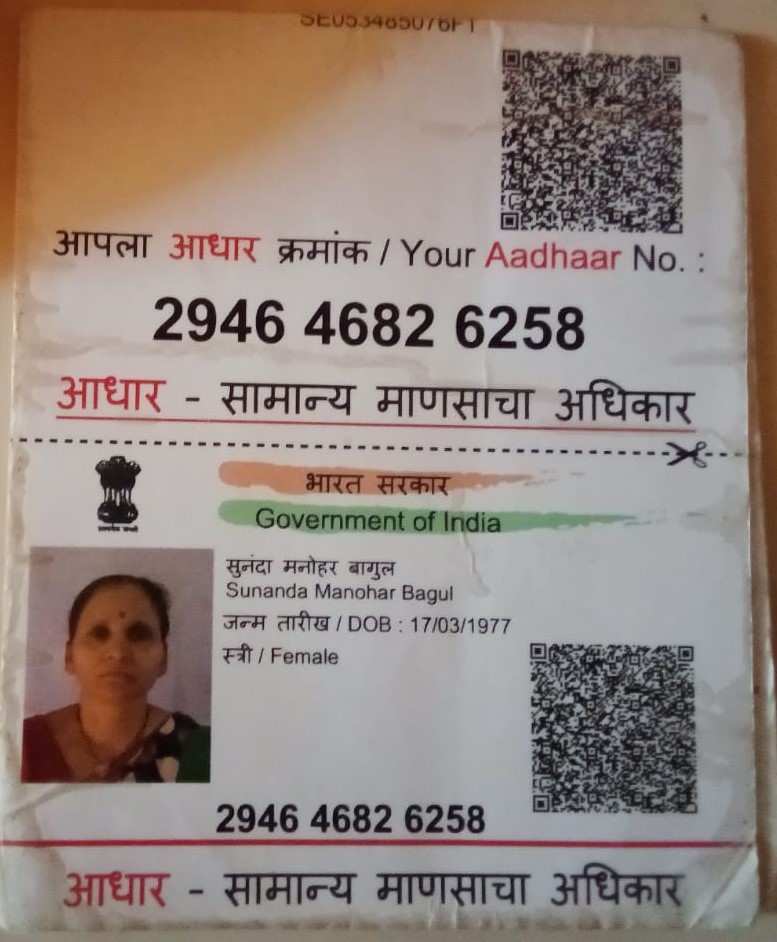 आपला आधार क्रमांक / Your Aadhaar No. :
2946 4682 6258
आधार - सामान्य माणसाचा अधिकार
भारत सरकार
Government of India
सुनंदा मनोहर बागुल
Sunanda Manohar Bagul
जन्म तारीख / DOB : 17/03/1977
स्त्री / Female
2946 4682 6258
आधार - सामान्य माणसाचा अधिकार